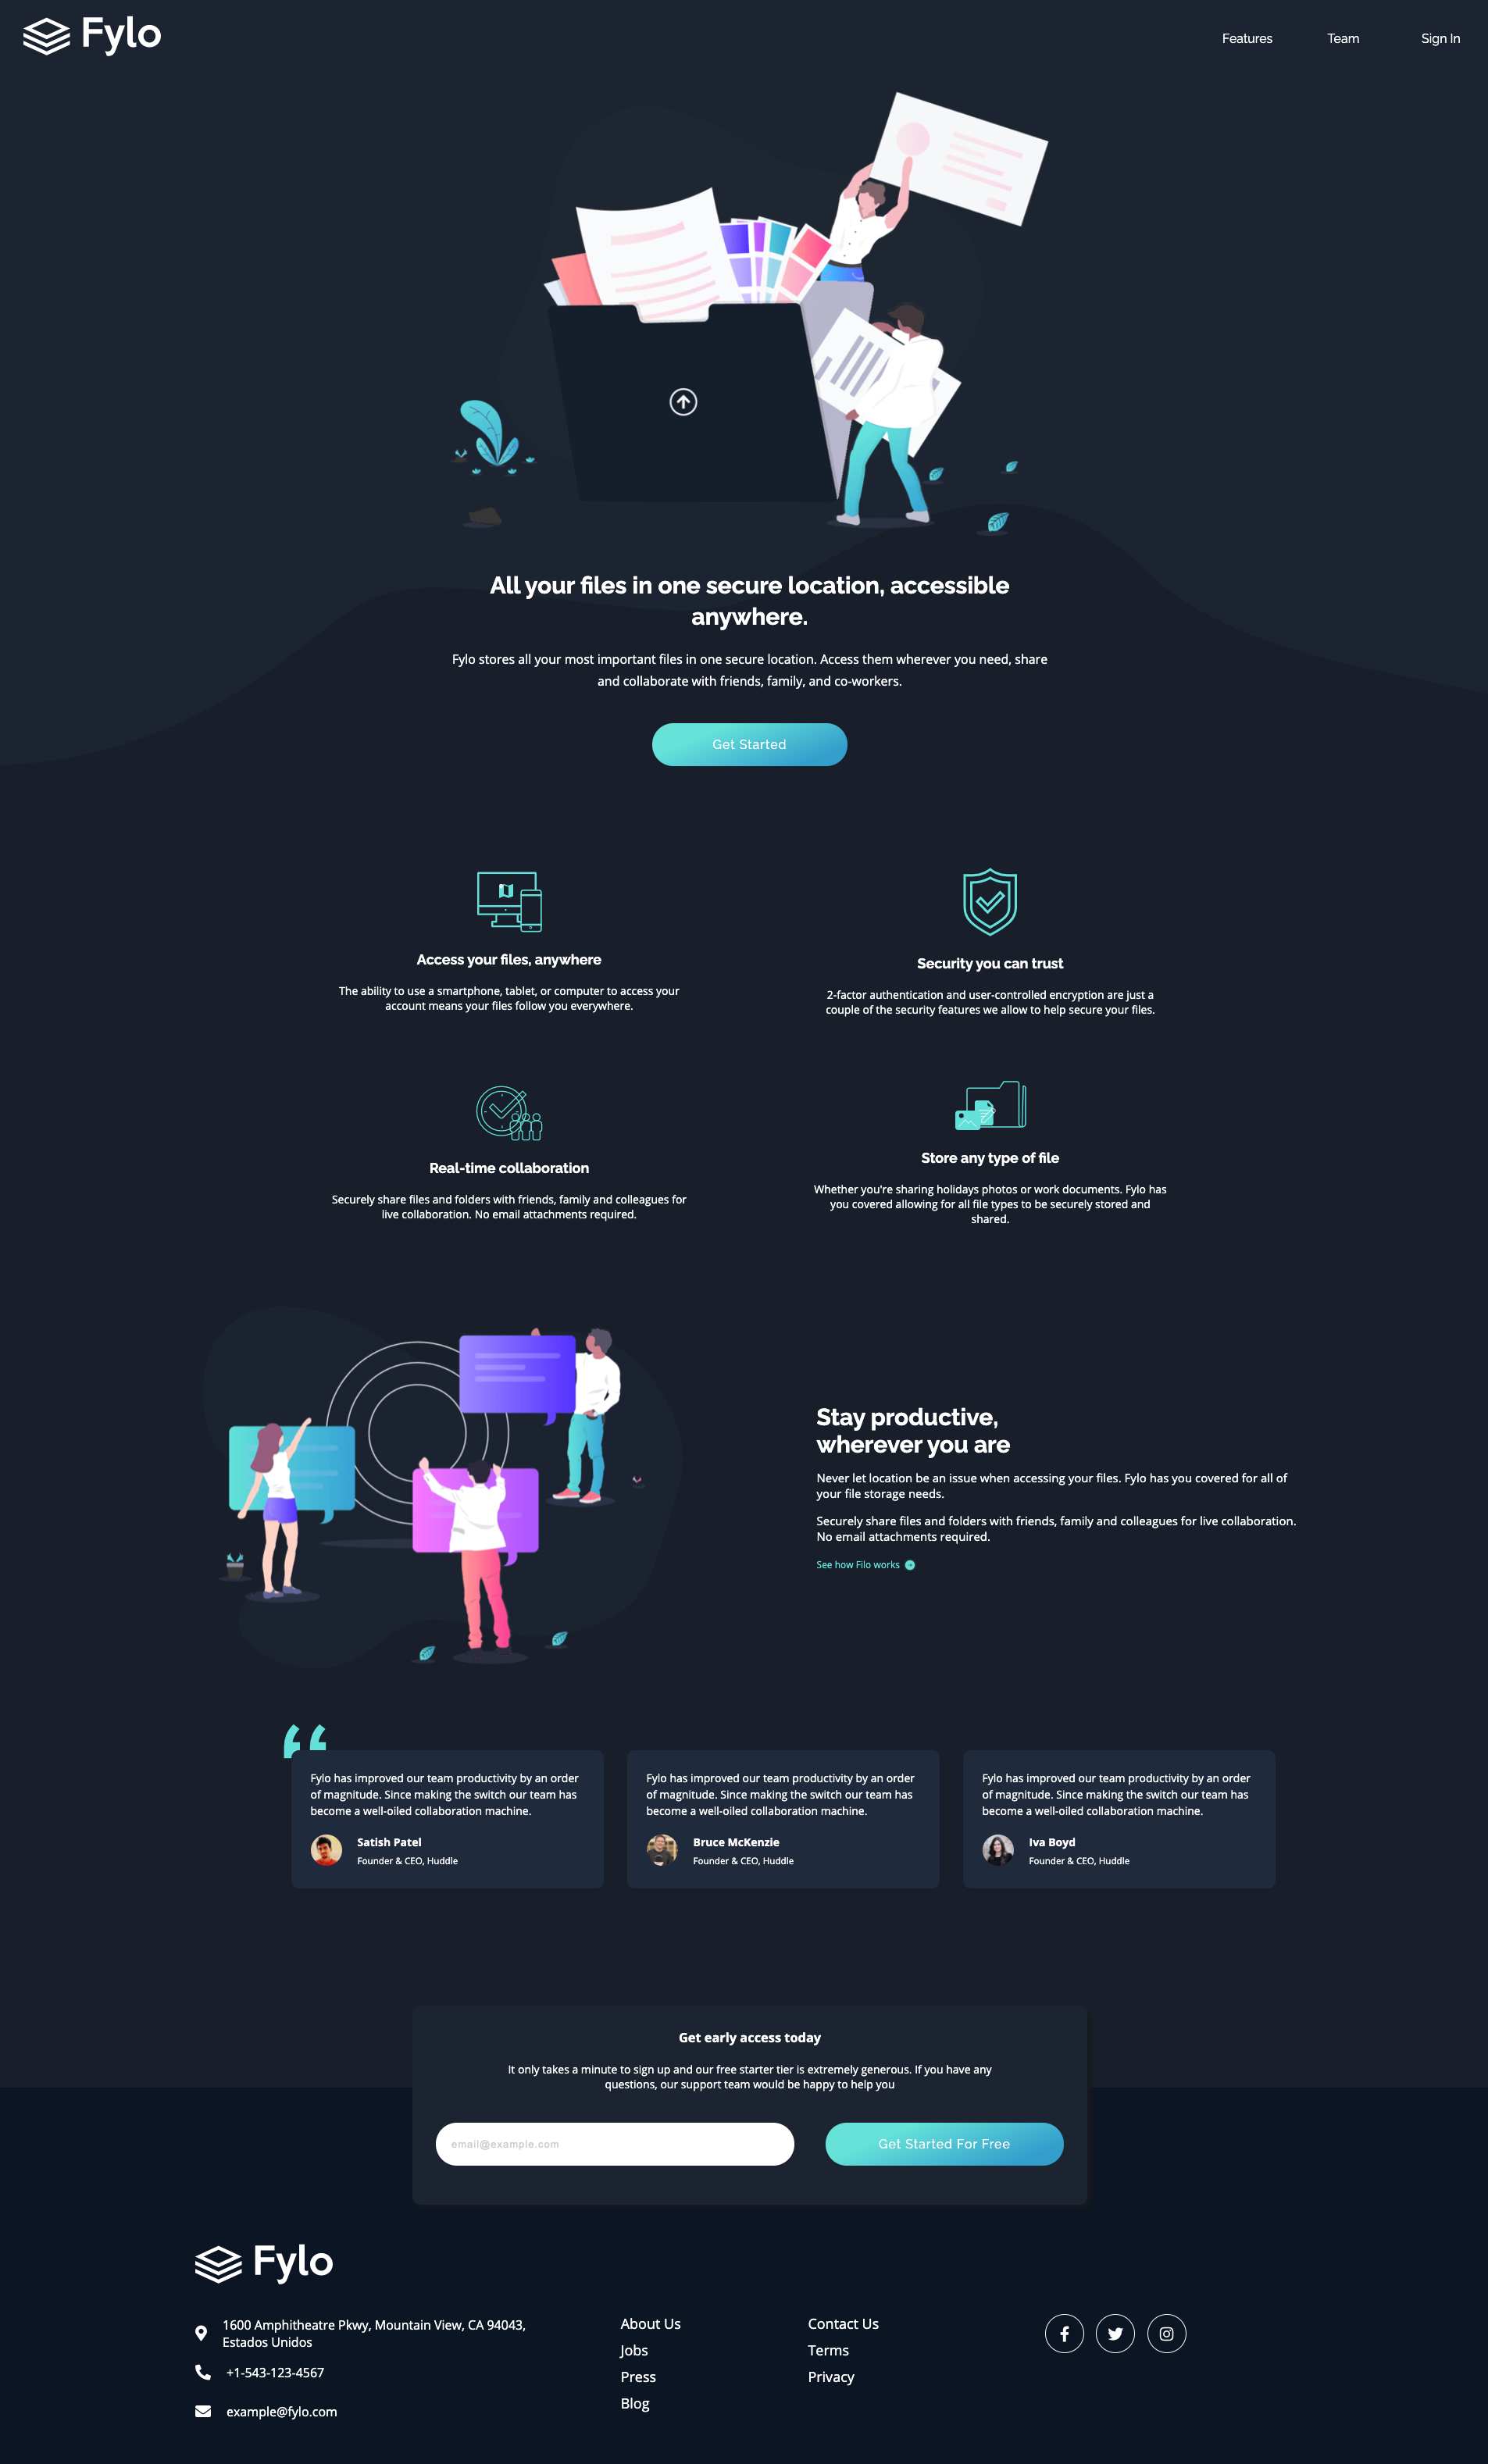 Fylo
Features
Team
Sign In
All your files in one secure location, accessible
anywhere.
Fylo stores all your most important files in one secure location. Access them wherever you need, share
and collaborate with friends, family, and co-workers.
Get Started
Access your files, anywhere
The ability to use a smartphone, tablet, or computer to access your
account means your files follow you everywhere.
Security you can trust
2-factor authentication and user-controlled encryption are just a
couple of the security features we allow to help secure your files.
Real-time collaboration
Securely share files and folders with friends, family and colleagues for
live collaboration. No email attachments required.
Store any type of file
Whether you're sharing holidays photos or work documents. Fylo has
you covered allowing for all file types to be securely stored and
shared.
Stay productive,
wherever you are
Never let location be an issue when accessing your files. Fylo has you covered for all of
your file storage needs.
Securely share files and folders with friends, family and colleagues for live collaboration.
No email attachments required.
See how Filo works
Fylo has improved our team productivity by an order
of magnitude. Since making the switch our team has
become a well-oiled collaboration machine.
Satish Patel
Founder & CEO, Huddle
Fylo has improved our team productivity by an order
of magnitude. Since making the switch our team has
become a well-oiled collaboration machine.
Bruce McKenzie
Founder & CEO, Huddle
Fylo has improved our team productivity by an order
of magnitude. Since making the switch our team has
become a well-oiled collaboration machine.
Iva Boyd
Founder & CEO, Huddle
Get early access today
It only takes a minute to sign up and our free starter tier is extremely generous. If you have any
questions, our support team would be happy to help you
email@example.com
Get Started For Free
Fylo
1600 Amphitheatre Pkwy, Mountain View, CA 94043,
Estados Unidos
+1-543-123-4567
example@fylo.com
About Us
Jobs
Press
Blog
Contact Us
Terms
Privacy